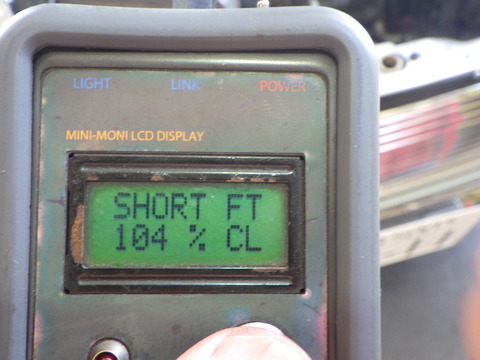 LIGHT LINK POWER
MINI-MONI LCD DISPLAY
SHORT FT
104 % CL